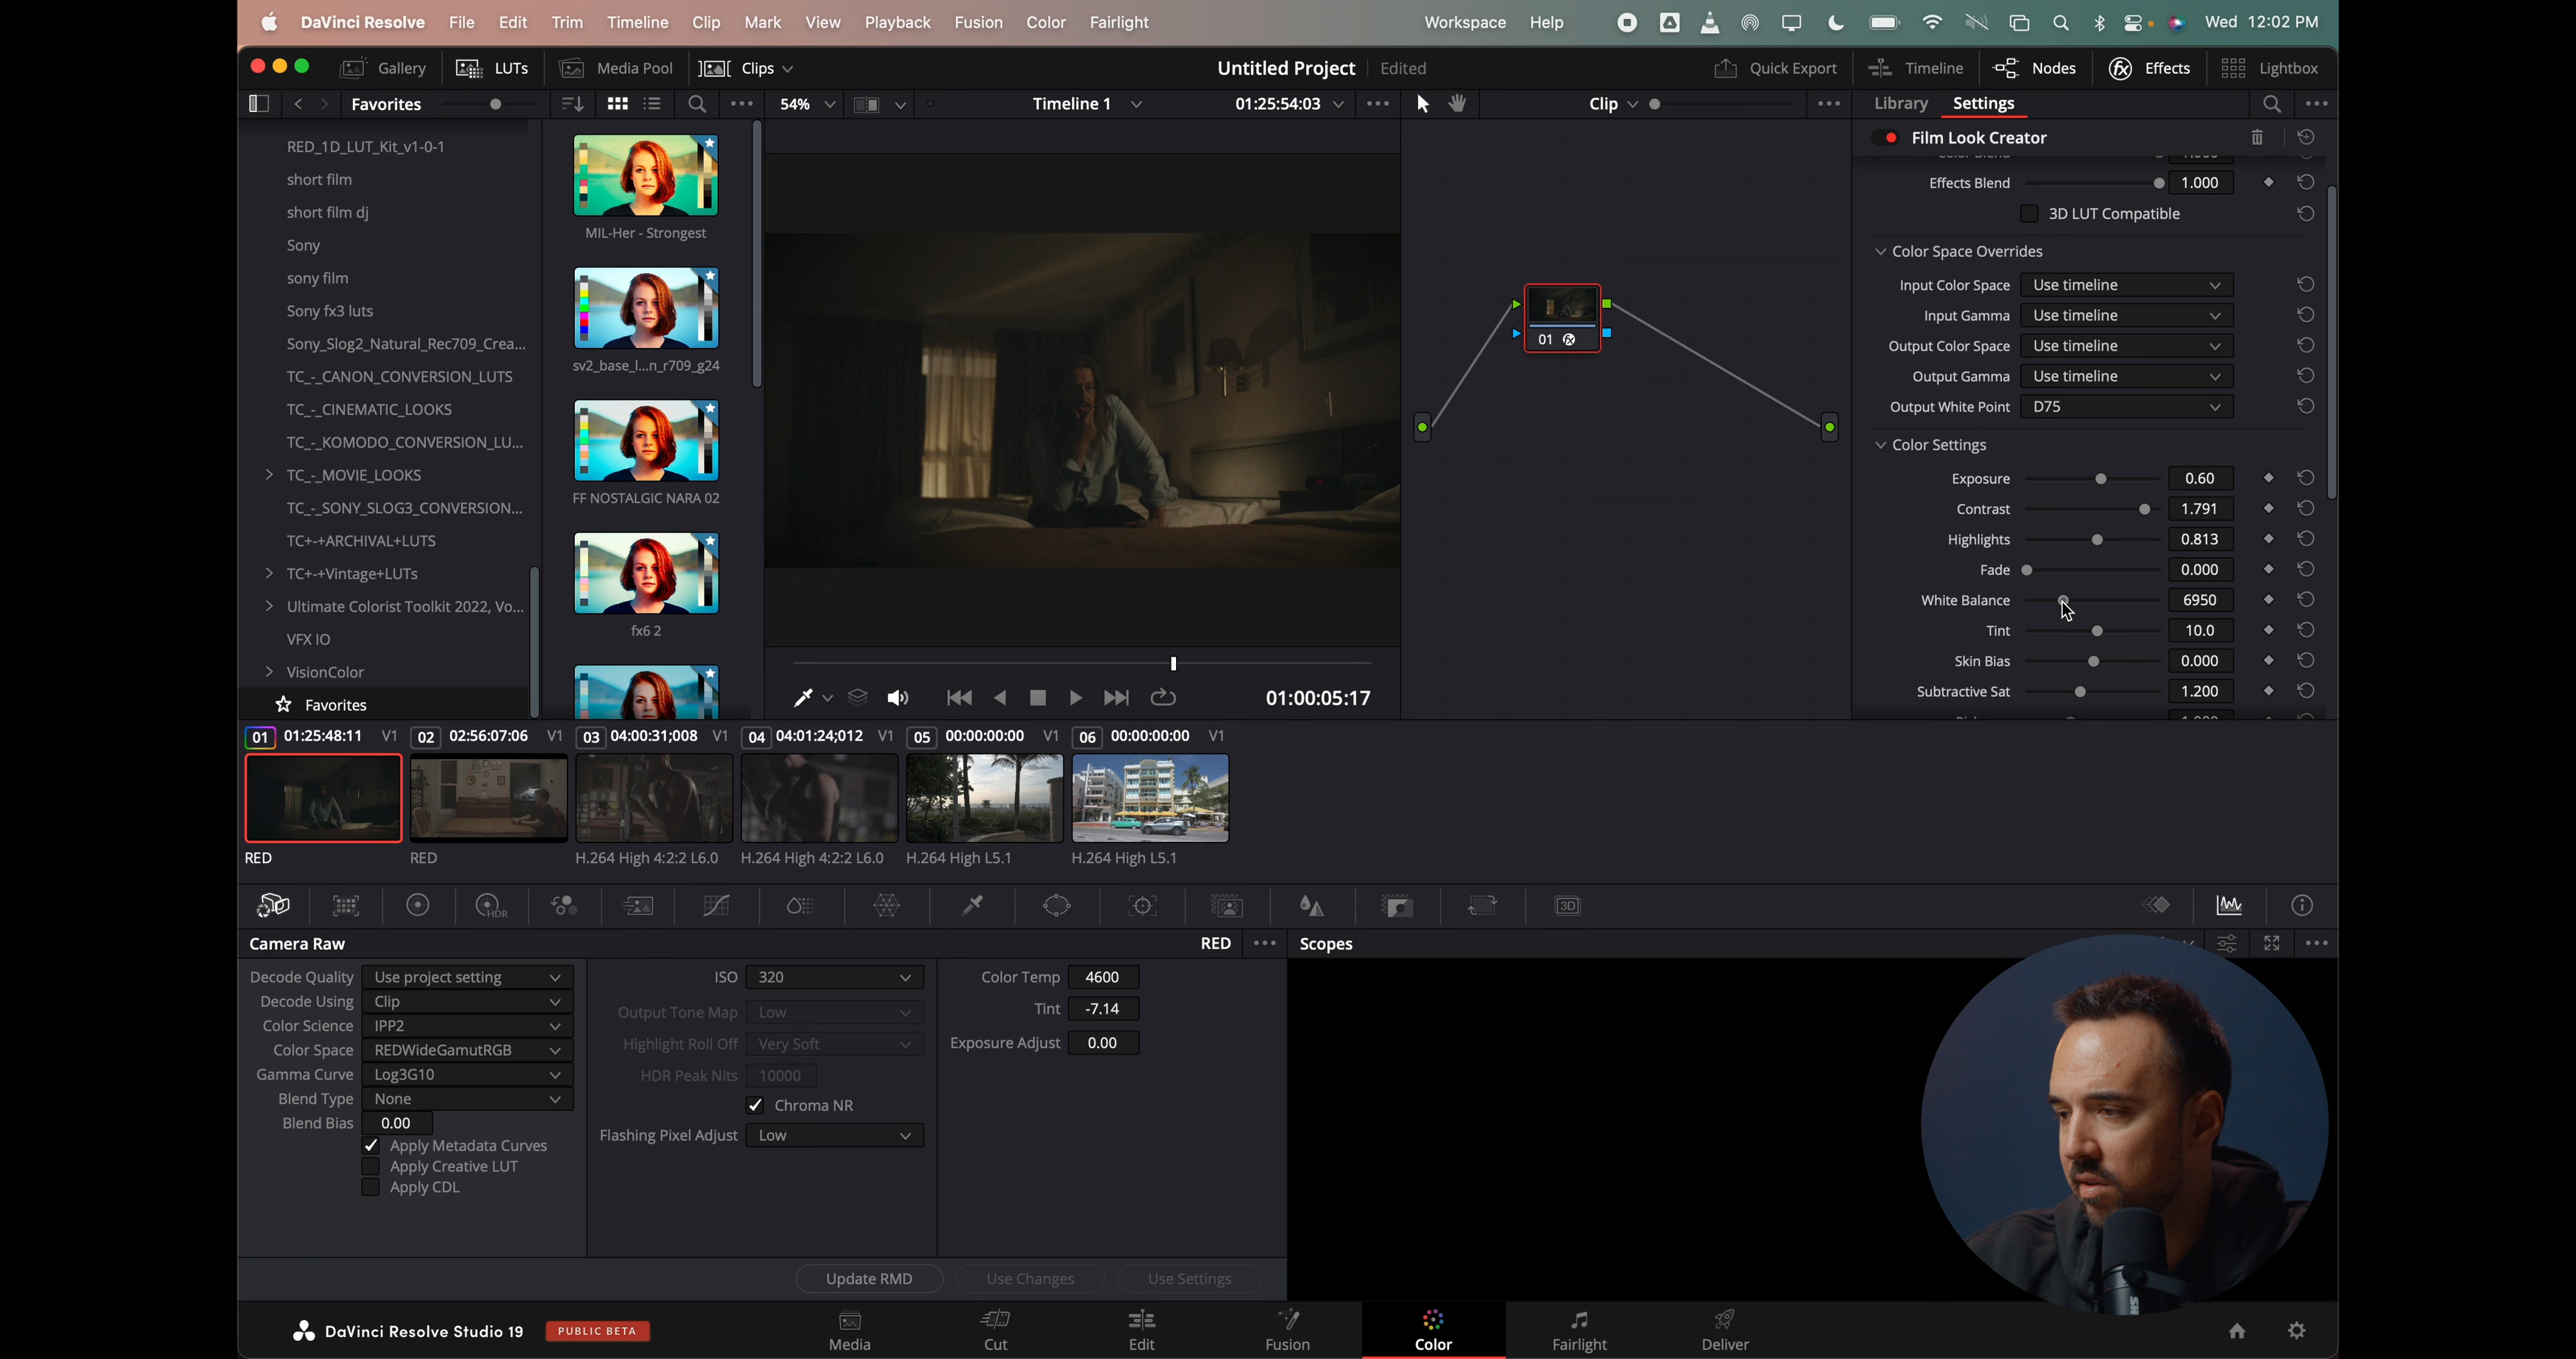 DaVinci Resolve File Edit Trim Timeline Clip Mark View Playback Fusion Color Fairlight Workspace Help Wed 12:02 PM
Gallery LUTs Media Pool Clips Untitled Project Edited Quick Export Timeline Nodes Effects Lightbox
Favorites 54% Timeline 1 01:25:54:03 Clip Library Settings
Film Look Creator
RED_1D_LUT_Kit_v1-0-1
short film
short film dj
Sony
sony film
Sony fx3 luts
Sony_Slog2_Natural_Rec709_Crea...
TC_-_CANON_CONVERSION_LUTS
TC_-_CINEMATIC_LOOKS
TC_-_KOMODO_CONVERSION_LU...
TC_-_MOVIE_LOOKS
TC_-_SONY_SLOG3_CONVERSION...
TC+-+ARCHIVAL+LUTS
TC+-+Vintage+LUTs
Ultimate Colorist Toolkit 2022, Vo...
VFX IO
VisionColor
Favorites
MIL-Her - Strongest
sv2_base_l...n_r709_g24
FF NOSTALGIC NARA 02
fx6 2
01:00:05:17
01
Effects Blend 1.000
3D LUT Compatible
Color Space Overrides
Input Color Space Use timeline
Input Gamma Use timeline
Output Color Space Use timeline
Output Gamma Use timeline
Output White Point D75
Color Settings
Exposure 0.60
Contrast 1.791
Highlights 0.813
Fade 0.000
White Balance 6950
Tint 10.0
Skin Bias 0.000
Subtractive Sat 1.200
01 01:25:48:11 V1 02 02:56:07:06 V1 03 04:00:31;008 V1 04 04:01:24;012 V1 05 00:00:00:00 V1 06 00:00:00:00 V1
RED RED H.264 High 4:2:2 L6.0 H.264 High 4:2:2 L6.0 H.264 High L5.1 H.264 High L5.1
HDR 3D
Camera Raw RED Scopes
Decode Quality Use project setting
Decode Using Clip
Color Science IPP2
Color Space REDWideGamutRGB
Gamma Curve Log3G10
Blend Type None
Blend Bias 0.00
Apply Metadata Curves
Apply Creative LUT
Apply CDL
ISO 320
Output Tone Map Low
Highlight Roll Off Very Soft
HDR Peak Nits 10000
Chroma NR
Flashing Pixel Adjust Low
Color Temp 4600
Tint -7.14
Exposure Adjust 0.00
Update RMD Use Changes Use Settings
DaVinci Resolve Studio 19 PUBLIC BETA Media Cut Edit Fusion Color Fairlight Deliver